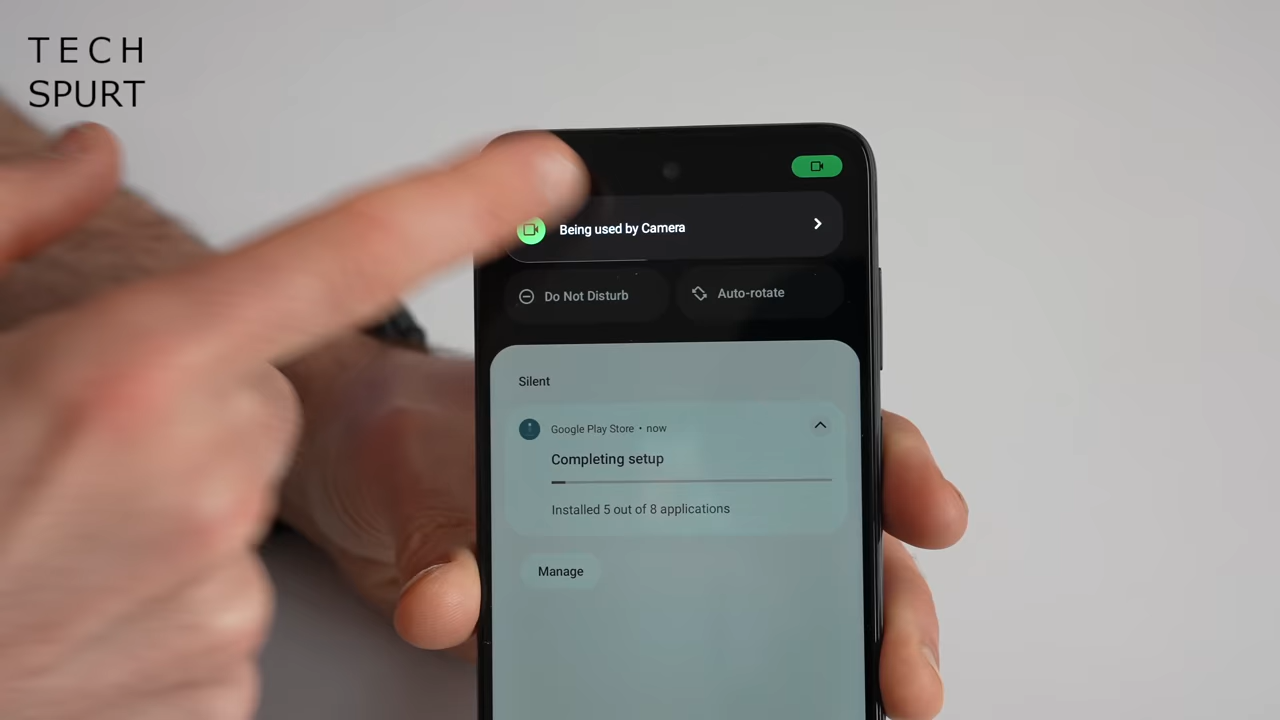 TECH
SPURT
Being used by Camera
Do Not Disturb
Auto-rotate
Silent
Google Play Store • now
Completing setup
Installed 5 out of 8 applications
Manage